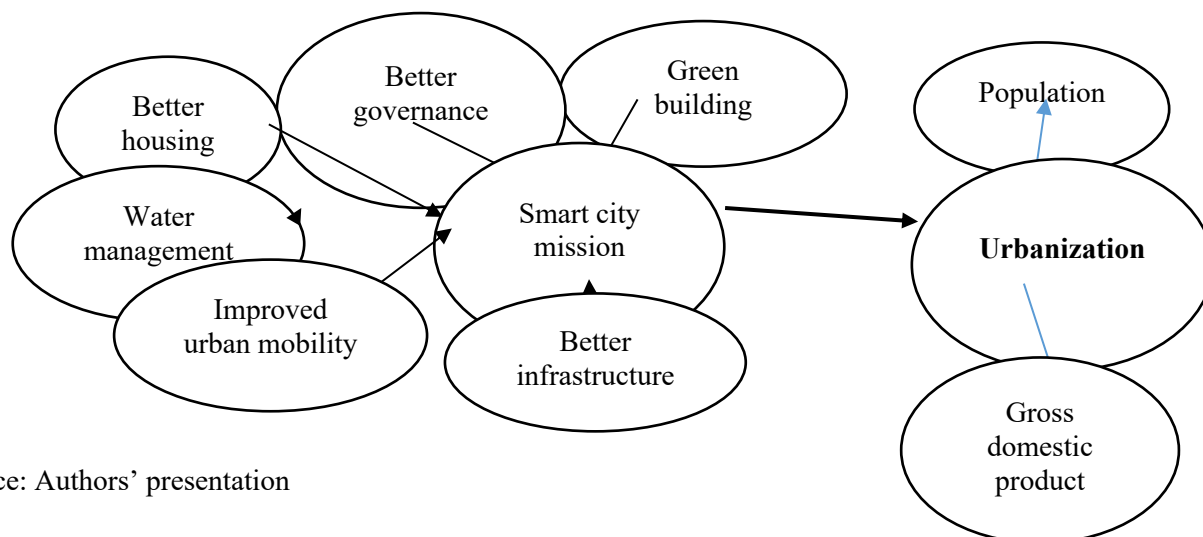 Better
housing
Better
governance
Green
building
Population
Water
management
Smart city
mission
Urbanization
Improved
urban mobility
Better
infrastructure
Gross
domestic
product
ce: Authors’ presentation